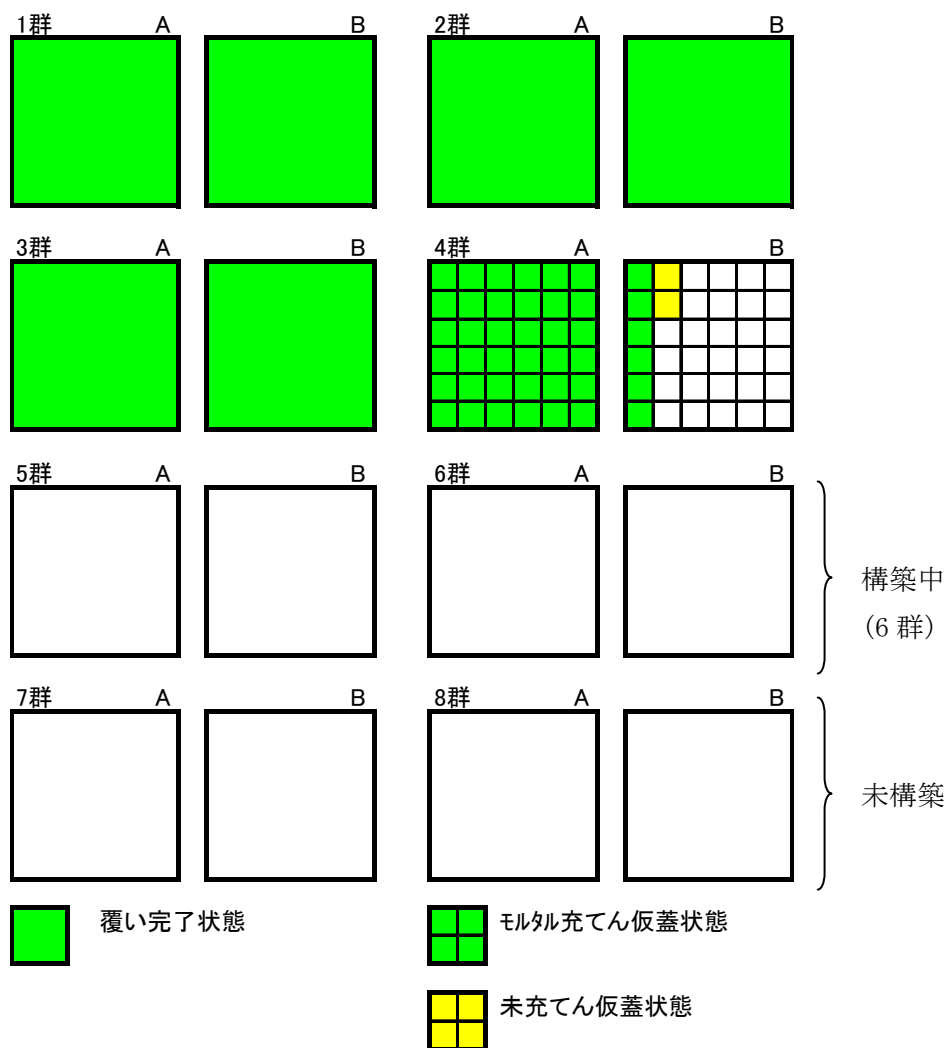 1群 A B 2群 A B
3群 A B 4群 A B
5群 A B 6群 A B
構築中
(6 群)
7群 A B 8群 A B
未構築
覆い完了状態 ﾓﾙﾀﾙ充てん仮蓋状態
未充てん仮蓋状態